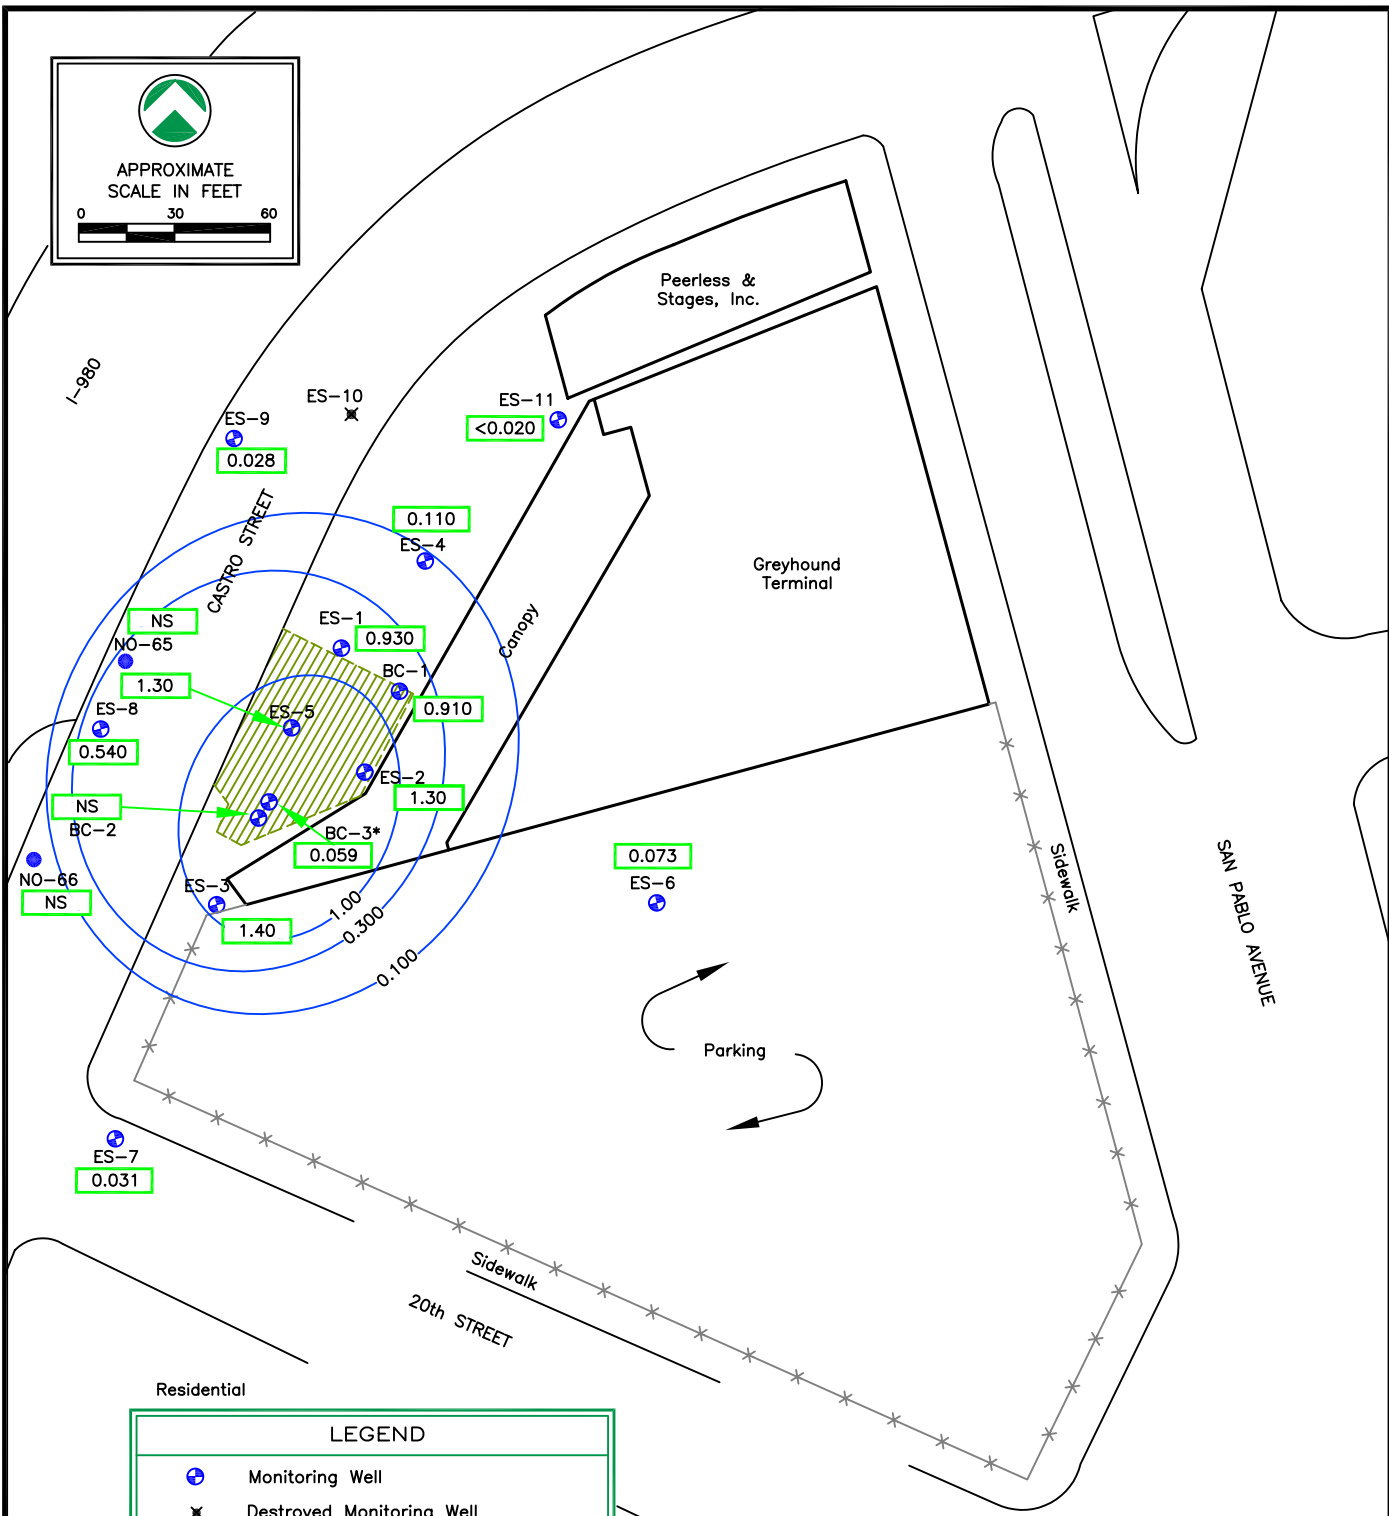 APPROXIMATE
SCALE IN FEET
0 30 60
Peerless &
Stages, Inc.
I-980
ES-10
ES-11
<0.020
ES-9
0.028
CASTRO STREET
0.110
ES-4
Greyhound
Terminal
Canopy
NS
NO-65
ES-1
0.930
BC-1
1.30
0.910
ES-8
0.540
ES-5
ES-2
1.30
NS
BC-2
BC-3*
0.059
0.073
ES-6
NO-66
NS
ES-3
1.40
1.00
0.300
0.100
Sidewalk
SAN PABLO AVENUE
Parking
ES-7
0.031
Sidewalk
20th STREET
Residential
LEGEND
Monitoring Well
Destroyed Monitoring Well